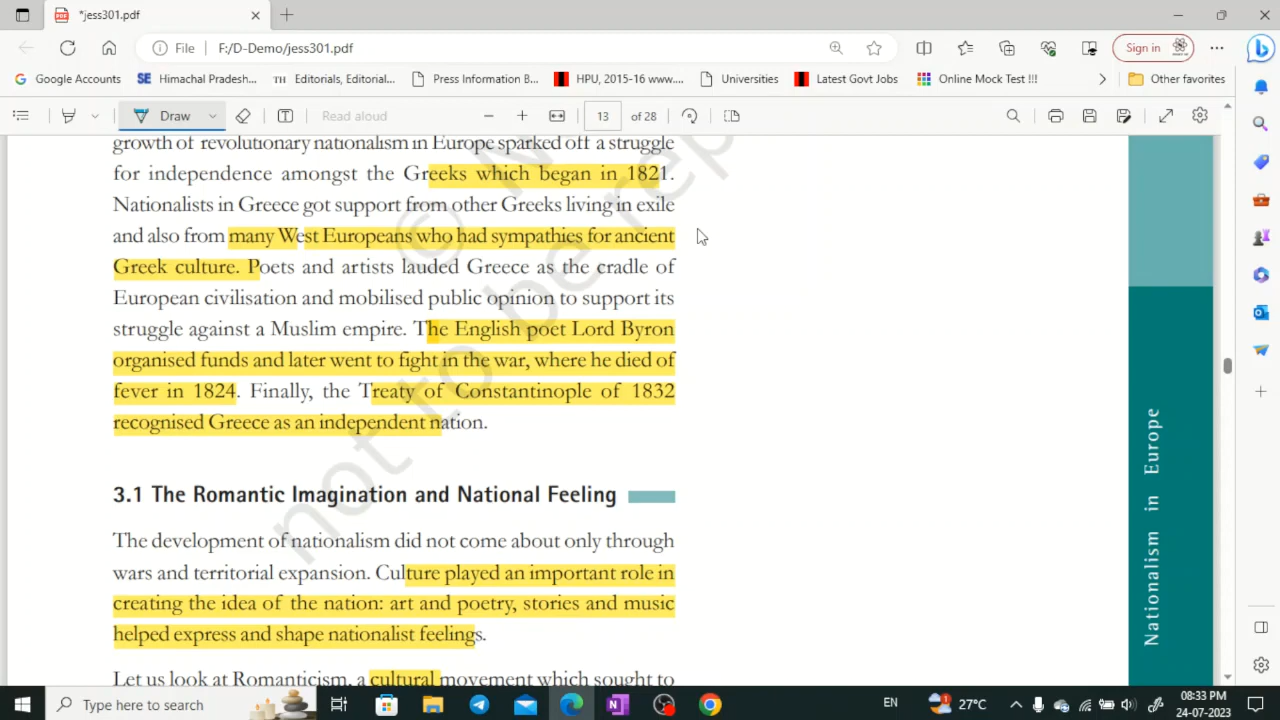 *jess301.pdf
File F:/D-Demo/jess301.pdf
Sign in
Google Accounts SE Himachal Pradesh... TH Editorials, Editorial... Press Information B... HPU, 2015-16 www.... Universities Latest Govt Jobs Online Mock Test !!! Other favorites
Draw Read aloud 13 of 28
growth of revolutionary nationalism in Europe sparked off a struggle
for independence amongst the Greeks which began in 1821.
Nationalists in Greece got support from other Greeks living in exile
and also from many West Europeans who had sympathies for ancient
Greek culture. Poets and artists lauded Greece as the cradle of
European civilisation and mobilised public opinion to support its
struggle against a Muslim empire. The English poet Lord Byron
organised funds and later went to fight in the war, where he died of
fever in 1824. Finally, the Treaty of Constantinople of 1832
recognised Greece as an independent nation.
3.1 The Romantic Imagination and National Feeling
The development of nationalism did not come about only through
wars and territorial expansion. Culture played an important role in
creating the idea of the nation: art and poetry, stories and music
helped express and shape nationalist feelings.
Let us look at Romanticism, a cultural movement which sought to
© not to be rep
Nationalism in Europe
Type here to search
EN 27°C 08:33 PM
24-07-2023